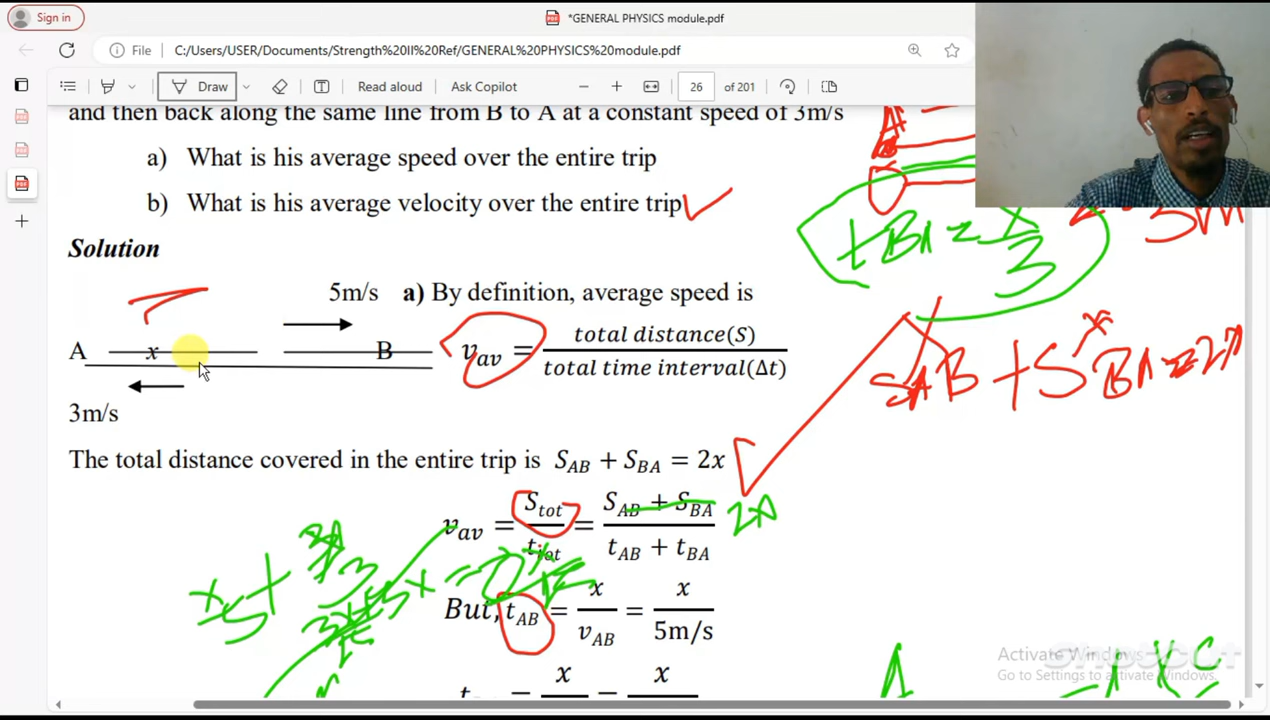 Sign in
*GENERAL PHYSICS module.pdf
File C:/Users/USER/Documents/Strength%20II%20Ref/GENERAL%20PHYSICS%20module.pdf
Draw Read aloud Ask Copilot 26 of 201
and then back along the same line from B to A at a constant speed of 3m/s
a) What is his average speed over the entire trip
b) What is his average velocity over the entire trip
tBA = x/3
Solution
5m/s a) By definition, average speed is
A x B v_av = total distance(S) / total time interval(Δt)
SAB + SBA = 2x
3m/s
The total distance covered in the entire trip is S_AB + S_BA = 2x
v_av = S_tot / t_tot = S_AB + S_BA / t_AB + t_BA
2x
But, t_AB = x / v_AB = x / 5m/s
x x
Activate Windows
Go to Settings to activate Windows.